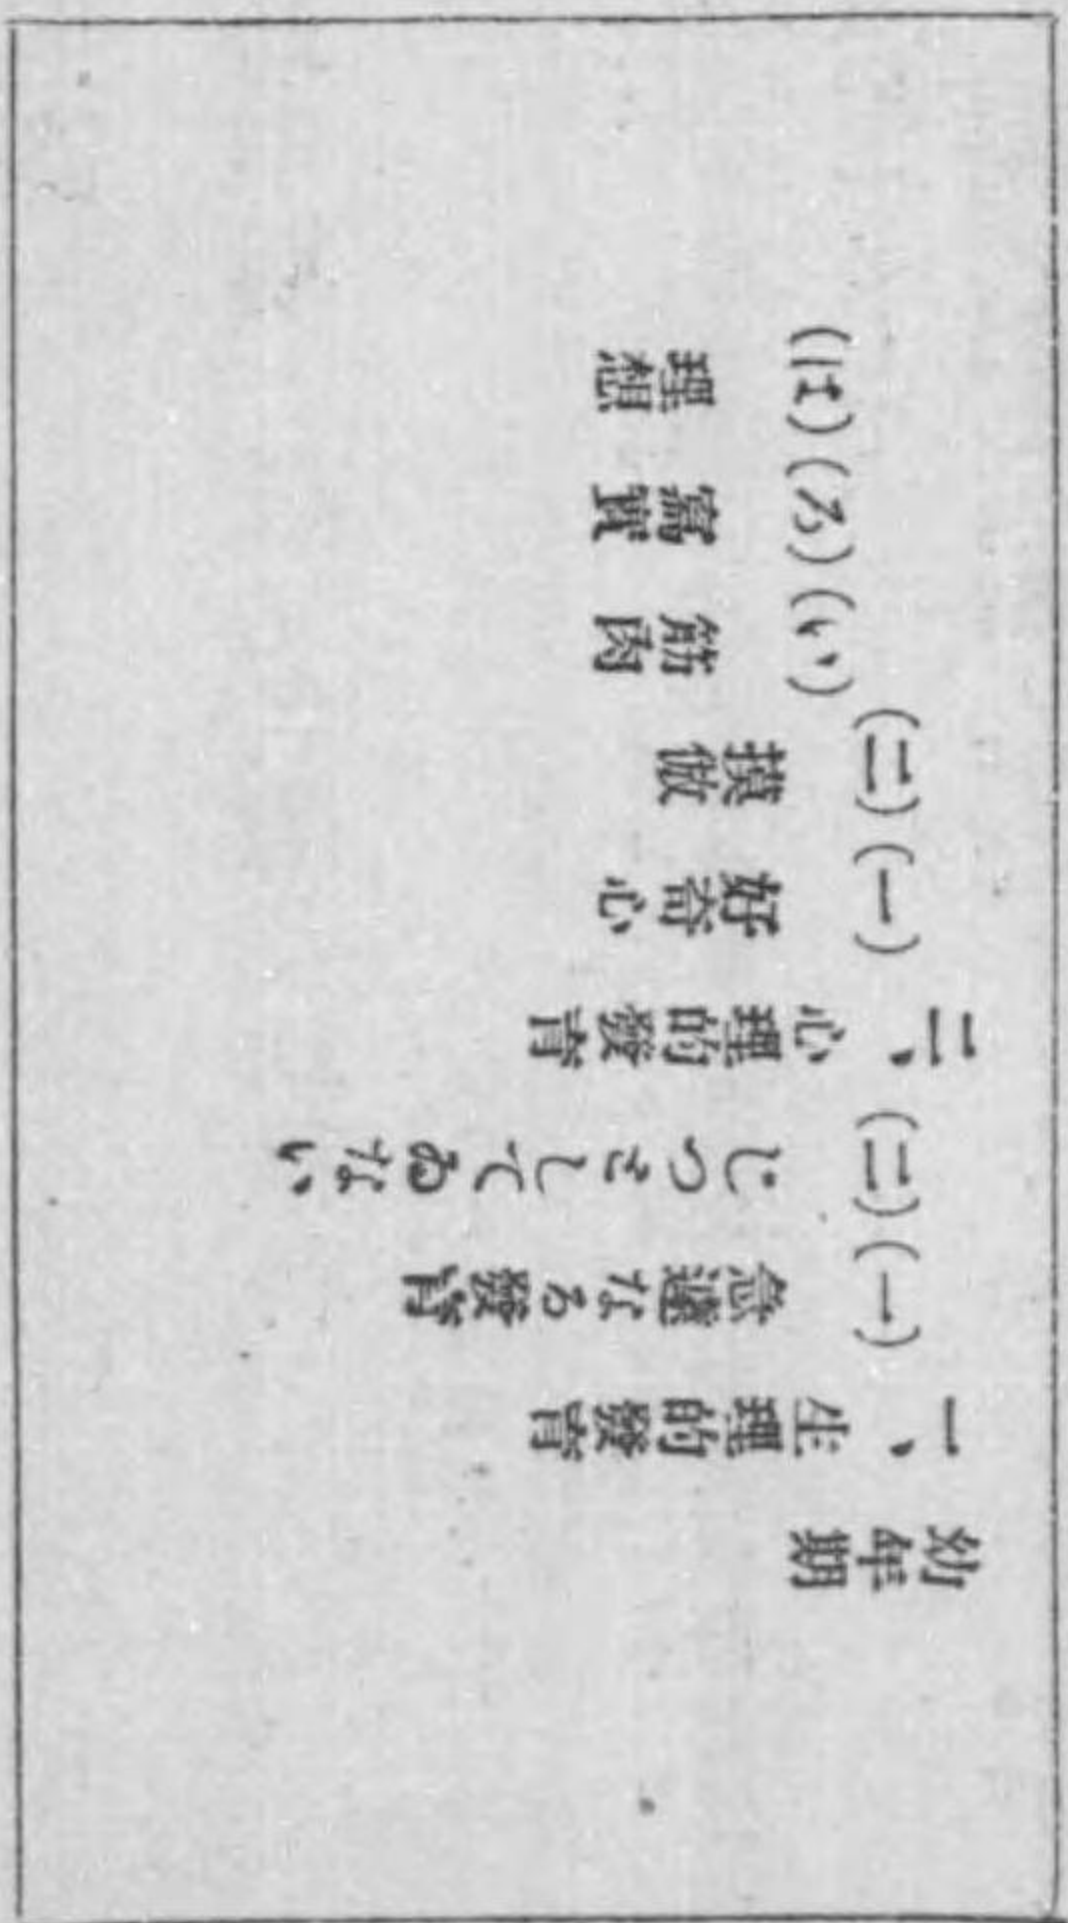 幼年期
一、生理的發育
(一) 急速なる發育
(二) じつとしてゐない
二、心理的發育
(一) 好奇心
(二) 摸倣
(い) 筋肉
(ろ) 寫實
(は) 理想